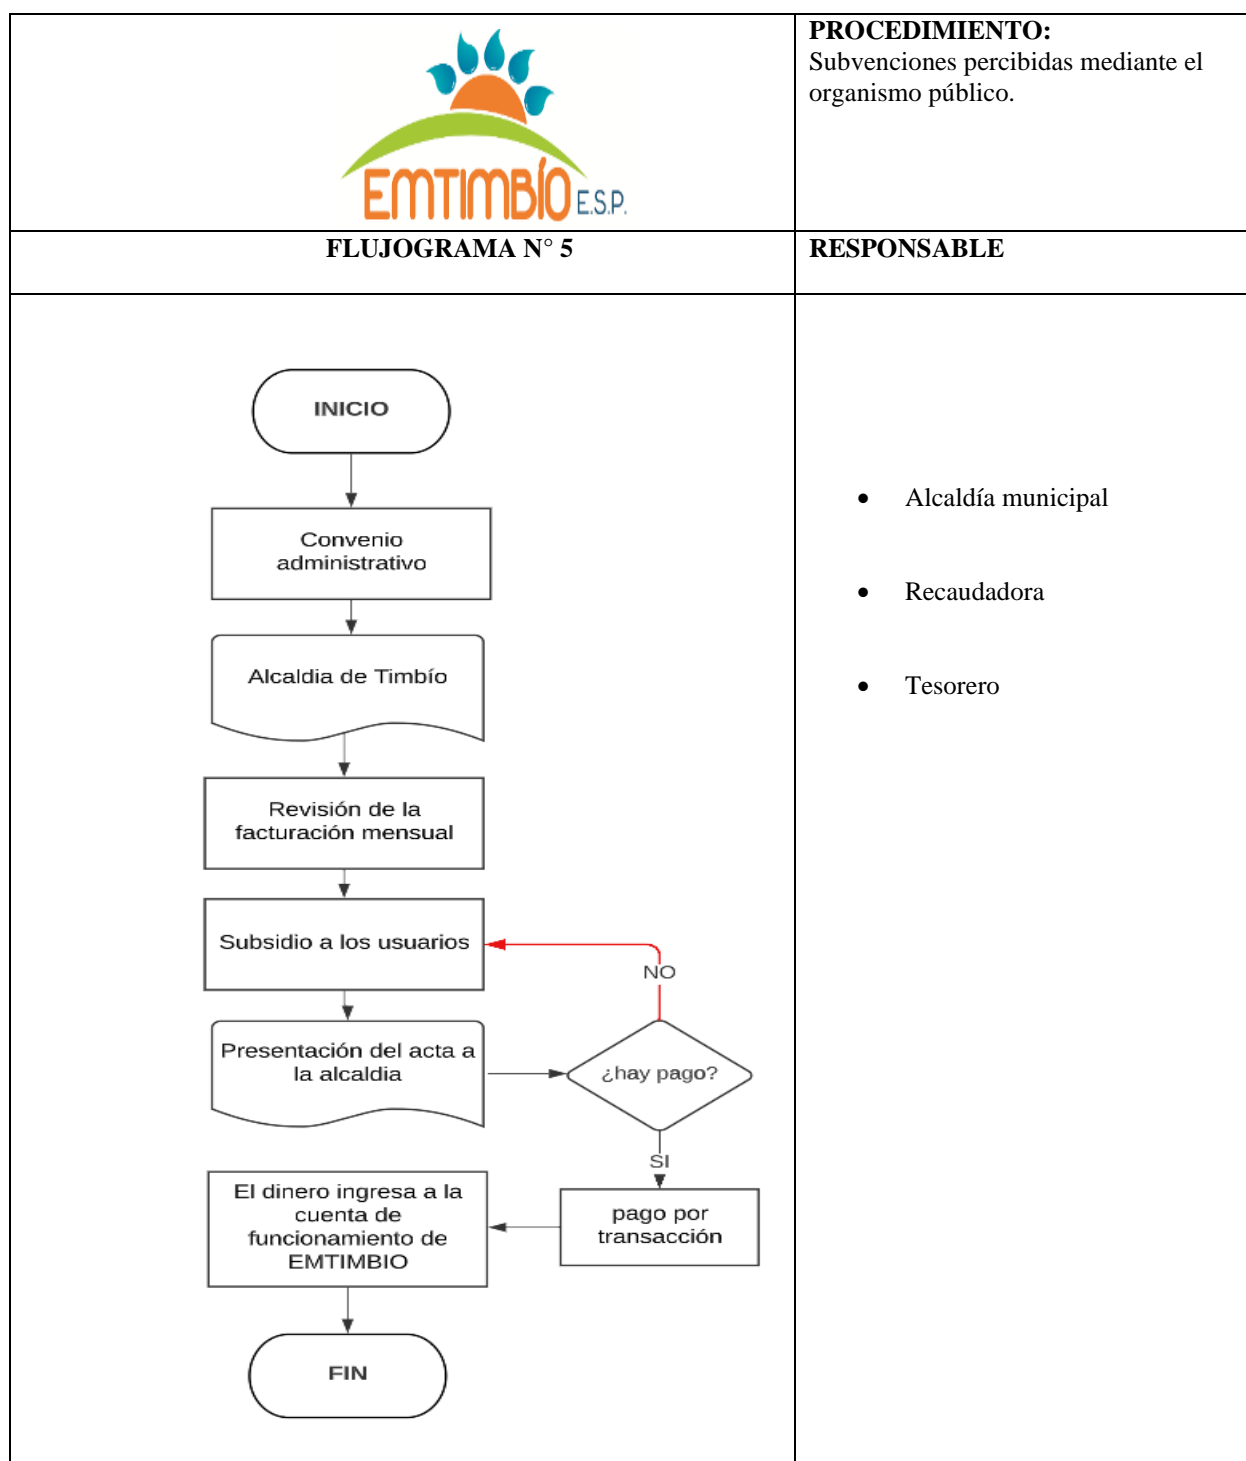 EMTIMBÍO E.S.P.
PROCEDIMIENTO:
Subvenciones percibidas mediante el
organismo público.
FLUJOGRAMA N° 5
RESPONSABLE
INICIO
Convenio
administrativo
Alcaldia de Timbío
Revisión de la
facturación mensual
Subsidio a los usuarios
NO
Presentación del acta a
la alcaldia
¿hay pago?
SI
pago por
transacción
El dinero ingresa a la
cuenta de
funcionamiento de
EMTIMBIO
FIN
• Alcaldía municipal
• Recaudadora
• Tesorero